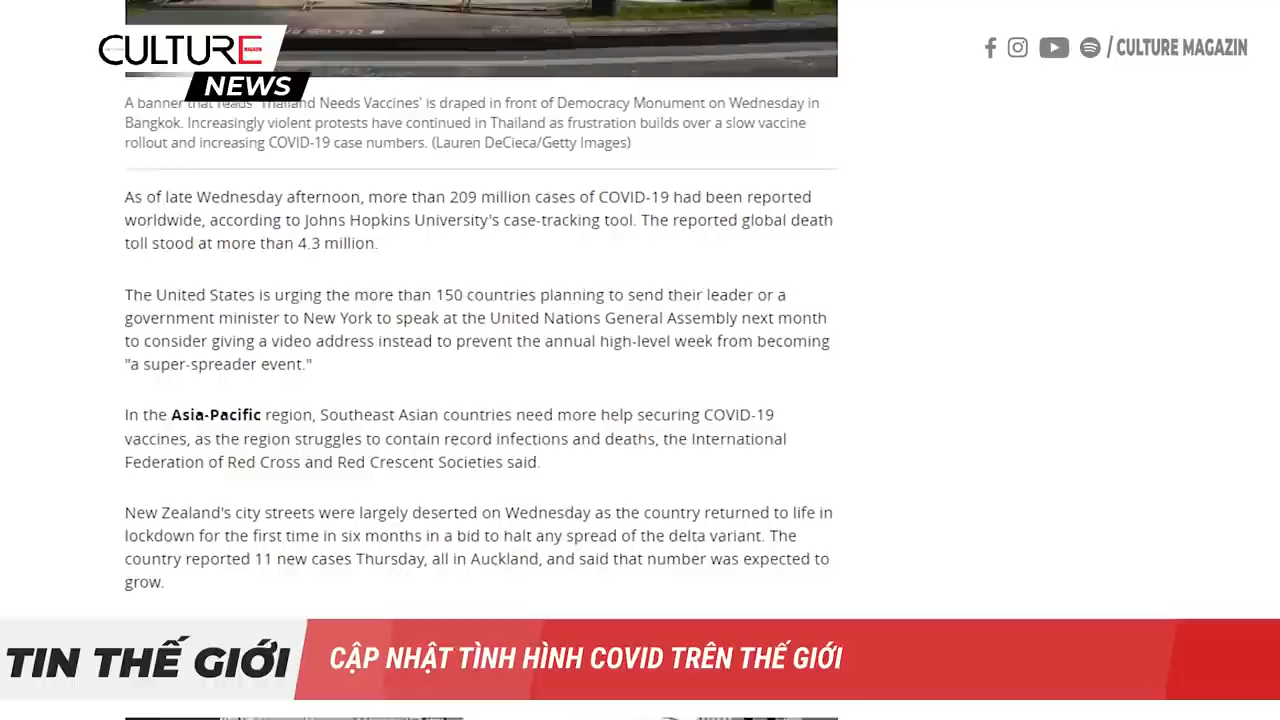 CULTURE
NEWS
/ CULTURE MAGAZIN
A banner that reads 'Thailand Needs Vaccines' is draped in front of Democracy Monument on Wednesday in
Bangkok. Increasingly violent protests have continued in Thailand as frustration builds over a slow vaccine
rollout and increasing COVID-19 case numbers. (Lauren DeCieca/Getty Images)
As of late Wednesday afternoon, more than 209 million cases of COVID-19 had been reported
worldwide, according to Johns Hopkins University's case-tracking tool. The reported global death
toll stood at more than 4.3 million.
The United States is urging the more than 150 countries planning to send their leader or a
government minister to New York to speak at the United Nations General Assembly next month
to consider giving a video address instead to prevent the annual high-level week from becoming
"a super-spreader event."
In the Asia-Pacific region, Southeast Asian countries need more help securing COVID-19
vaccines, as the region struggles to contain record infections and deaths, the International
Federation of Red Cross and Red Crescent Societies said.
New Zealand's city streets were largely deserted on Wednesday as the country returned to life in
lockdown for the first time in six months in a bid to halt any spread of the delta variant. The
country reported 11 new cases Thursday, all in Auckland, and said that number was expected to
grow.
TIN THẾ GIỚI
CẬP NHẬT TÌNH HÌNH COVID TRÊN THẾ GIỚI